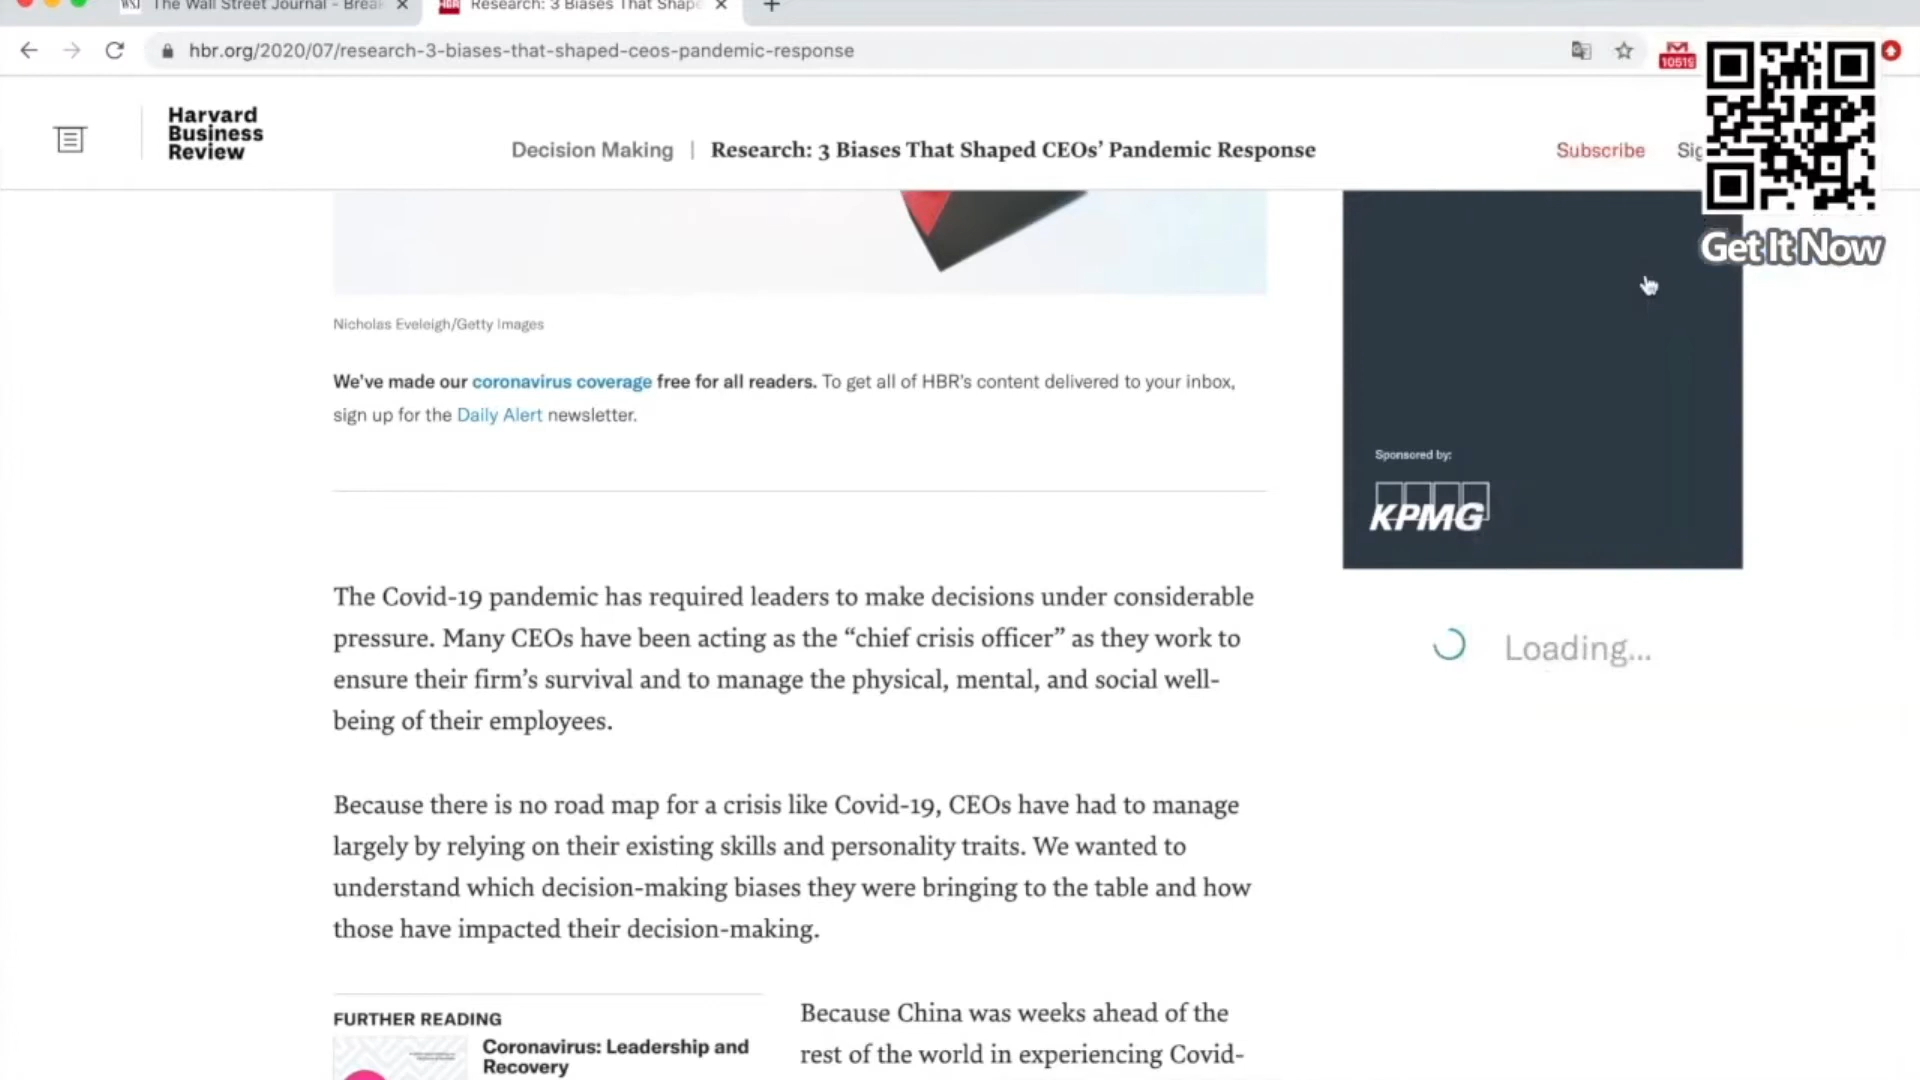 The Wall Street Journal - Break
Research: 3 Biases That Shape
hbr.org/2020/07/research-3-biases-that-shaped-ceos-pandemic-response
10519
Harvard
Business
Review
Decision Making | Research: 3 Biases That Shaped CEOs’ Pandemic Response
Subscribe
Sig
Get It Now
Nicholas Eveleigh/Getty Images
We’ve made our coronavirus coverage free for all readers. To get all of HBR’s content delivered to your inbox,
sign up for the Daily Alert newsletter.
Sponsored by:
KPMG
Loading...
The Covid-19 pandemic has required leaders to make decisions under considerable
pressure. Many CEOs have been acting as the “chief crisis officer” as they work to
ensure their firm’s survival and to manage the physical, mental, and social well-
being of their employees.
Because there is no road map for a crisis like Covid-19, CEOs have had to manage
largely by relying on their existing skills and personality traits. We wanted to
understand which decision-making biases they were bringing to the table and how
those have impacted their decision-making.
FURTHER READING
Coronavirus: Leadership and
Recovery
Because China was weeks ahead of the
rest of the world in experiencing Covid-